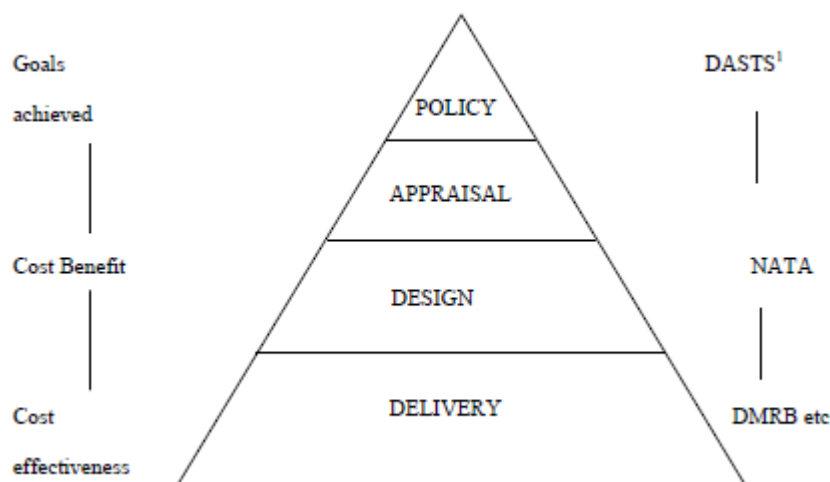 Goals
achieved
DASTS¹
POLICY
APPRAISAL
Cost Benefit
NATA
DESIGN
DELIVERY
Cost
effectiveness
DMRB etc